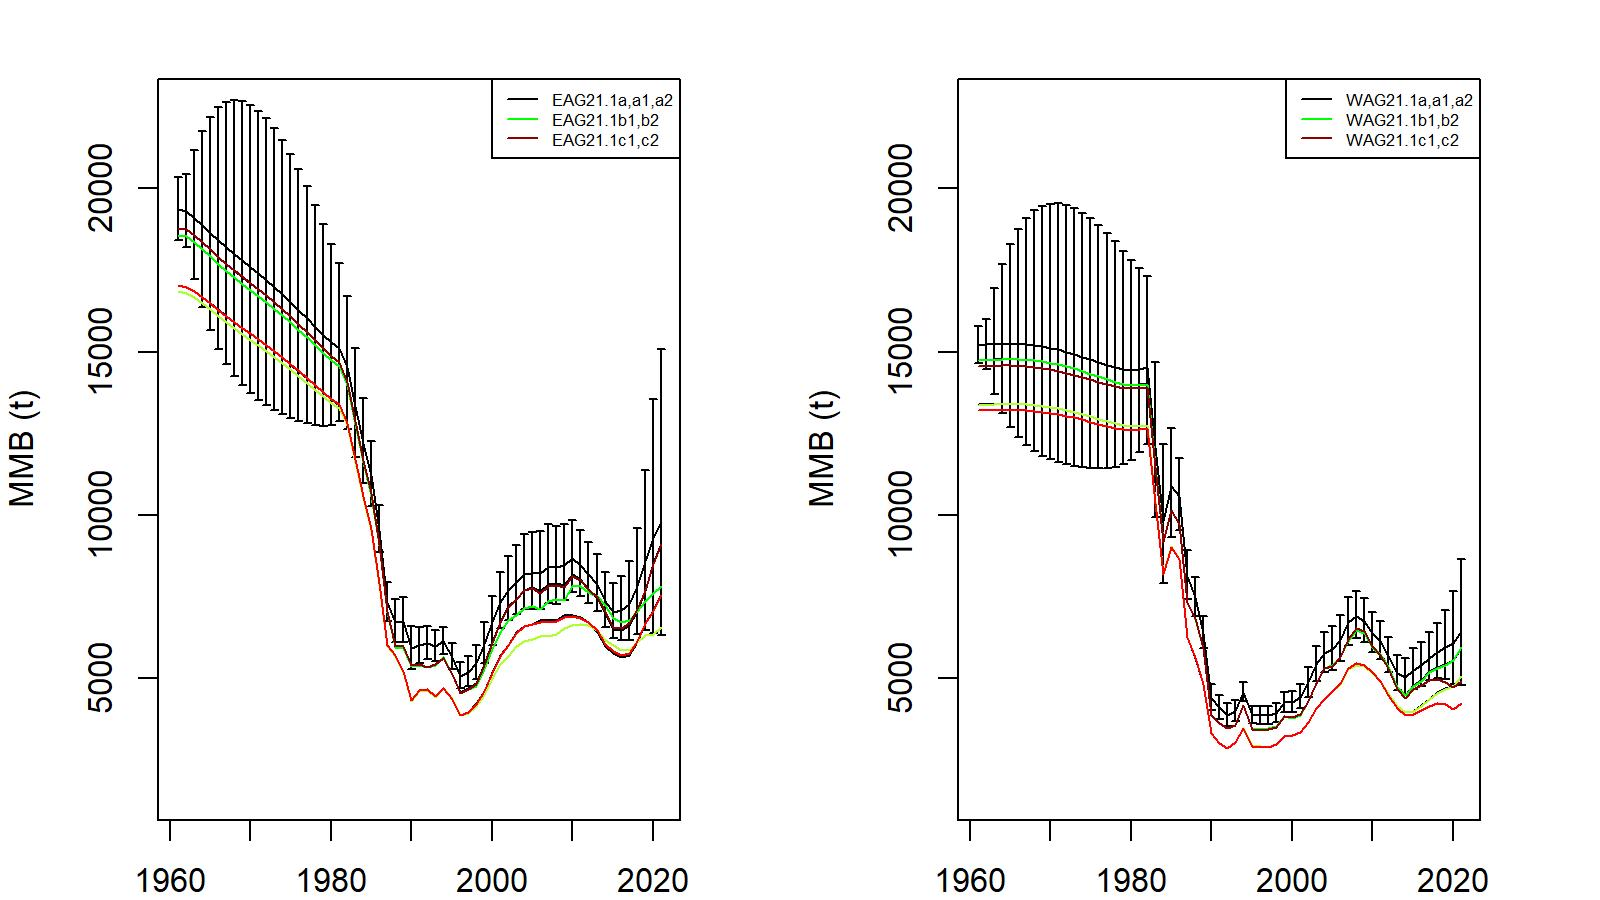 EAG21.1a,a1,a2
EAG21.1b1,b2
EAG21.1c1,c2
MMB (t)
20000
15000
10000
5000
1960 1980 2000 2020
WAG21.1a,a1,a2
WAG21.1b1,b2
WAG21.1c1,c2
MMB (t)
20000
15000
10000
5000
1960 1980 2000 2020